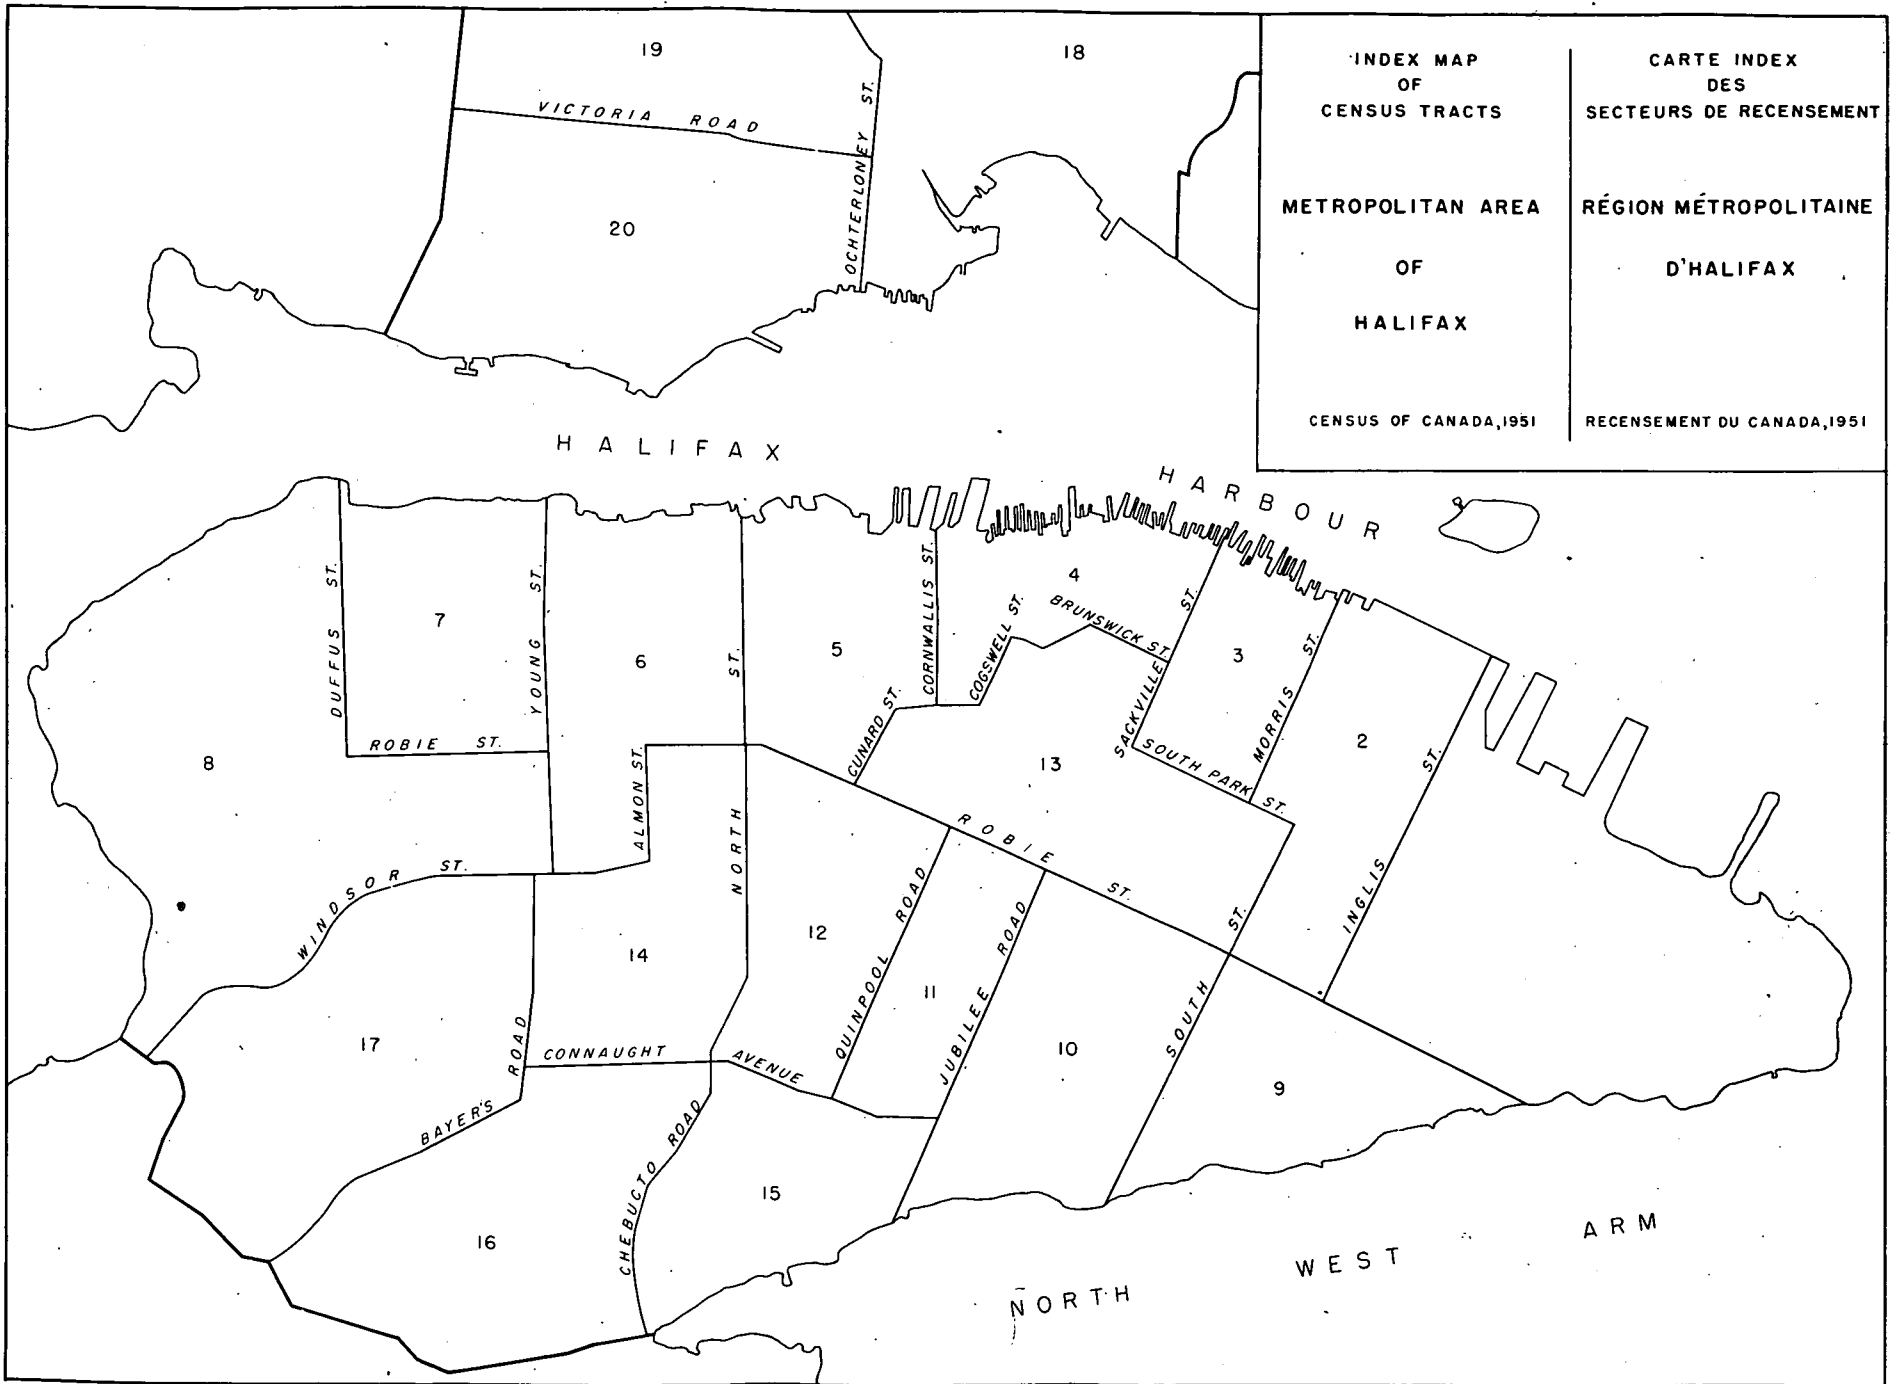 INDEX MAP
OF
CENSUS TRACTS
METROPOLITAN AREA
OF
HALIFAX
CENSUS OF CANADA, 1951
CARTE INDEX
DES
SECTEURS DE RECENSEMENT
RÉGION MÉTROPOLITAINE
D'HALIFAX
RECENSEMENT DU CANADA, 1951
19
18
VICTORIA ROAD
OCHTERLONEY ST.
20
HALIFAX HARBOUR
DUFFUS ST.
7
YOUNG ST.
6
NORTH ST.
5
CORNWALLIS ST.
4
COGSWELL ST.
BRUNSWICK ST.
SACKVILLE ST.
3
MORRIS ST.
2
INGLIS ST.
8
ROBIE ST.
ALMON ST.
CUNARD ST.
13
SOUTH PARK ST.
ROBIE ST.
WINDSOR ST.
14
NORTH
12
QUINPOOL ROAD
11
JUBILEE ROAD
10
SOUTH ST.
9
17
BAYER'S ROAD
CONNAUGHT AVENUE
CHEBUCTO ROAD
16
15
NORTH WEST ARM